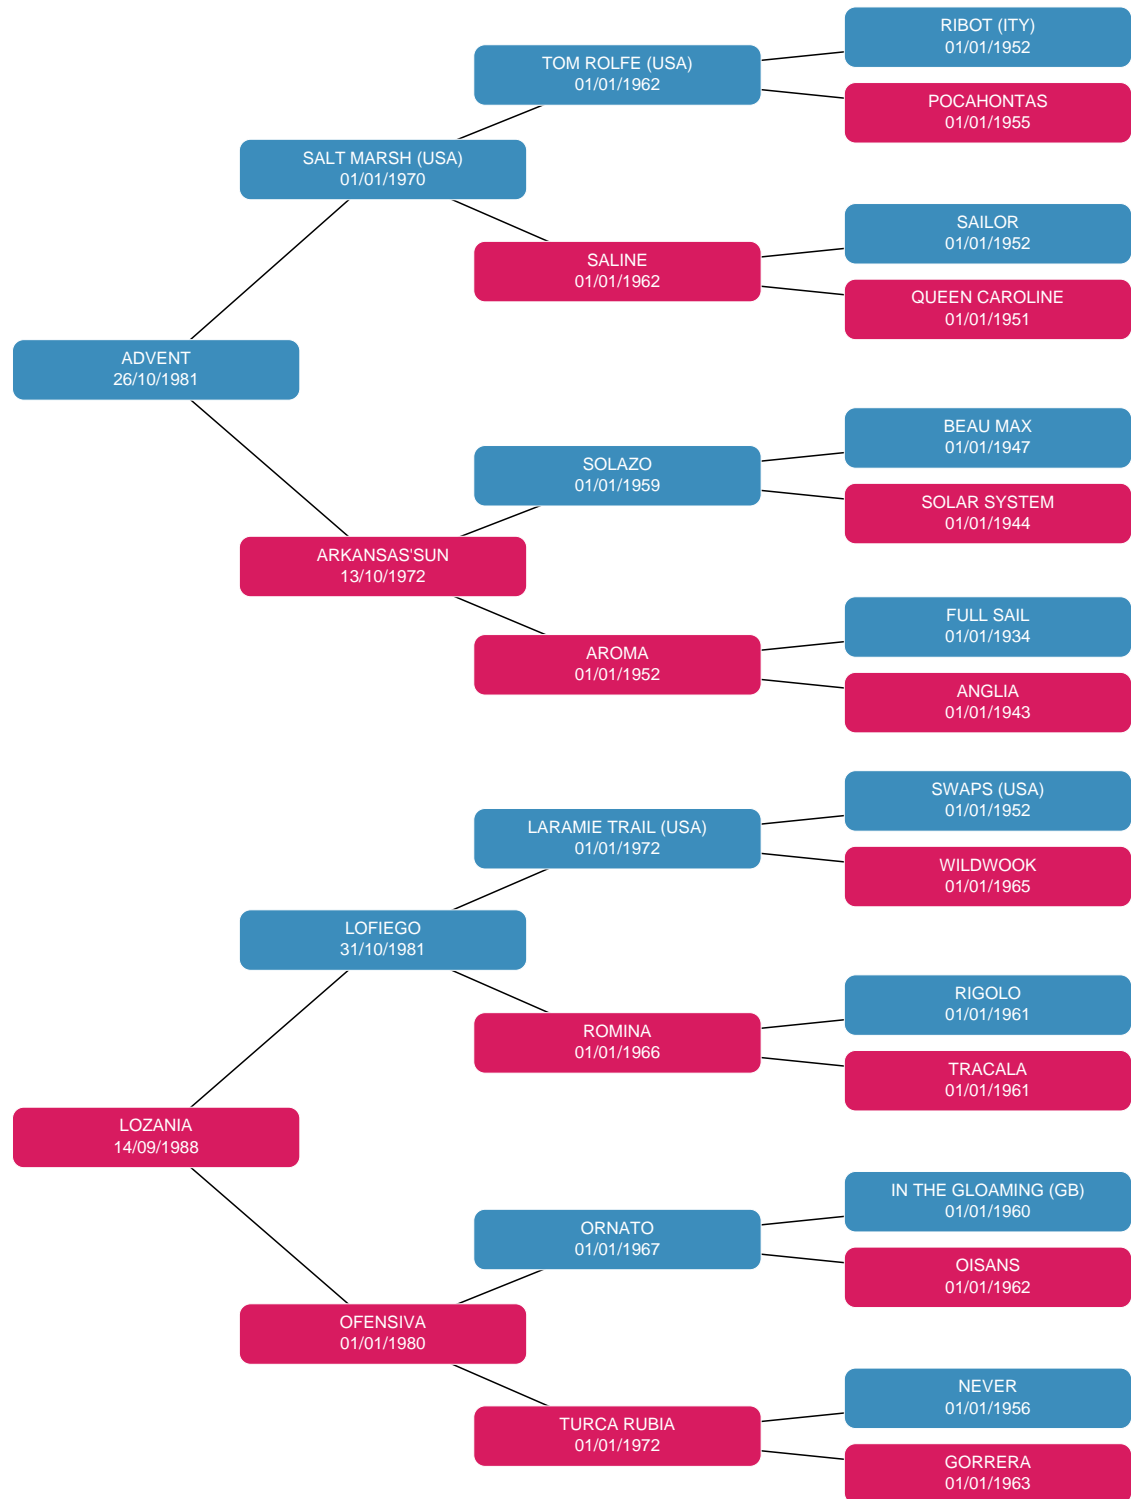 RIBOT (ITY)
01/01/1952
TOM ROLFE (USA)
01/01/1962
POCAHONTAS
01/01/1955
SALT MARSH (USA)
01/01/1970
SAILOR
01/01/1952
SALINE
01/01/1962
QUEEN CAROLINE
01/01/1951
ADVENT
26/10/1981
BEAU MAX
01/01/1947
SOLAZO
01/01/1959
SOLAR SYSTEM
01/01/1944
ARKANSAS'SUN
13/10/1972
FULL SAIL
01/01/1934
AROMA
01/01/1952
ANGLIA
01/01/1943
SWAPS (USA)
01/01/1952
LARAMIE TRAIL (USA)
01/01/1972
WILDWOOK
01/01/1965
LOFIEGO
31/10/1981
RIGOLO
01/01/1961
ROMINA
01/01/1966
TRACALA
01/01/1961
LOZANIA
14/09/1988
IN THE GLOAMING (GB)
01/01/1960
ORNATO
01/01/1967
OISANS
01/01/1962
OFENSIVA
01/01/1980
NEVER
01/01/1956
TURCA RUBIA
01/01/1972
GORRERA
01/01/1963